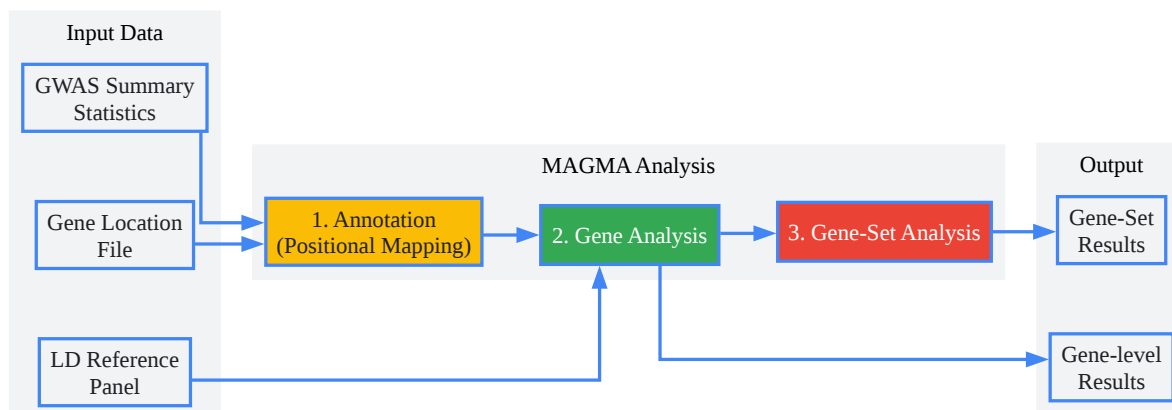 Input Data
GWAS Summary
Statistics
Gene Location
File
LD Reference
Panel
MAGMA Analysis
1. Annotation
(Positional Mapping)
2. Gene Analysis
3. Gene-Set Analysis
Output
Gene-Set
Results
Gene-level
Results